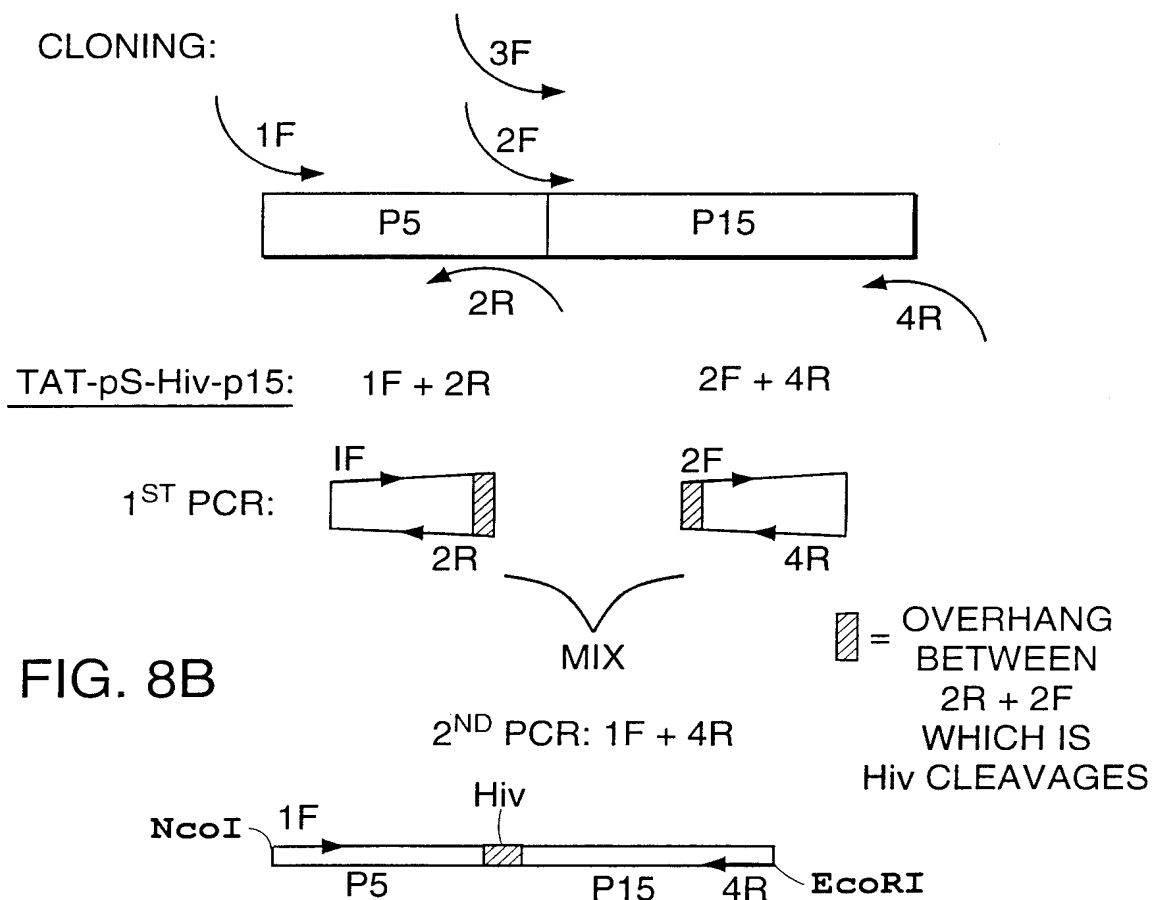 CLONING:
3F
1F
2F
P5
P15
2R
4R
TAT-pS-Hiv-p15:
1F + 2R
2F + 4R
1ST PCR:
IF
2R
2F
4R
MIX
= OVERHANG
BETWEEN
2R + 2F
WHICH IS
Hiv CLEAVAGES
FIG. 8B
2ND PCR: 1F + 4R
Hiv
NcoI
1F
P5
P15
4R
EcoRI